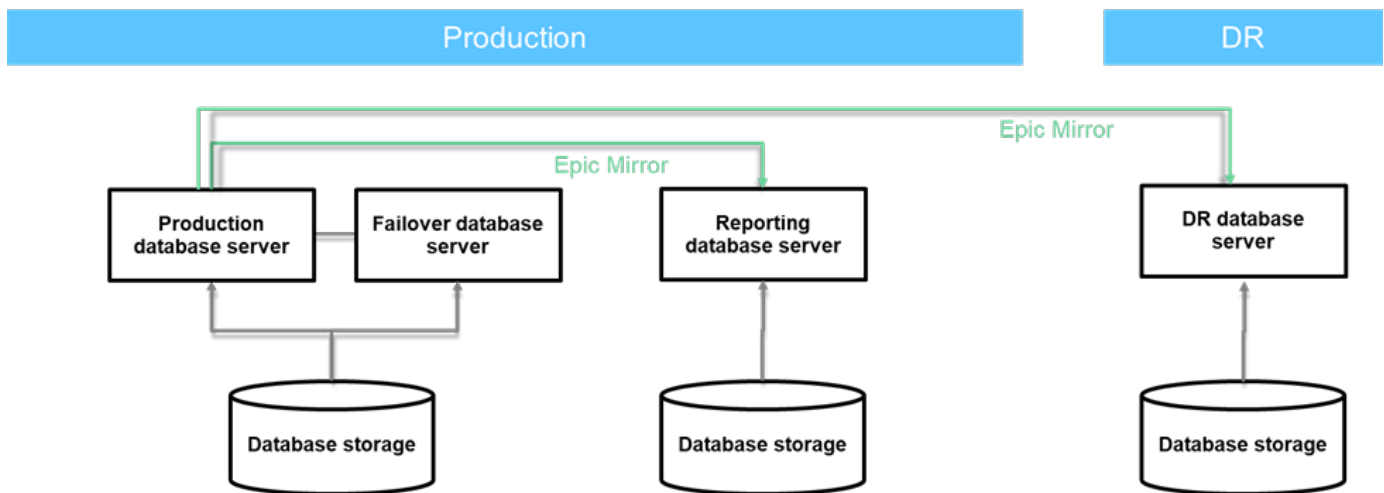 Production
DR
Epic Mirror
Epic Mirror
Production
database server
Failover database
server
Reporting
database server
DR database
server
Database storage
Database storage
Database storage